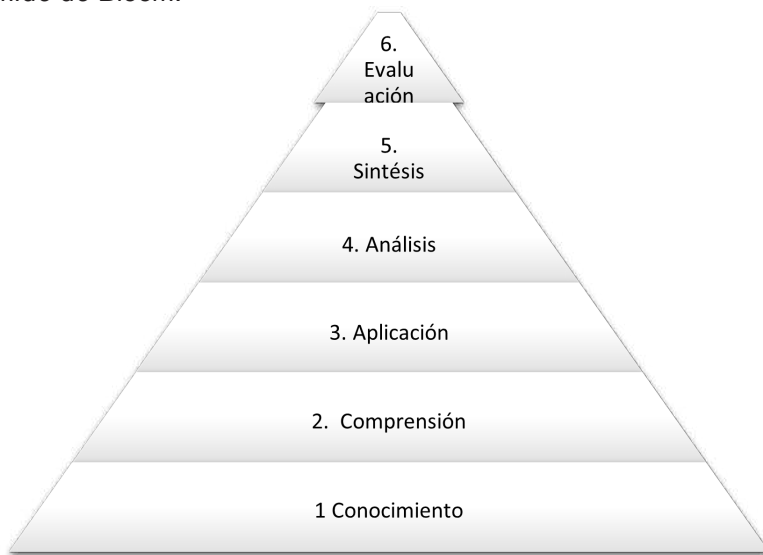 6.
Evalu
ación
5.
Sintésis
4. Análisis
3. Aplicación
2. Comprensión
1 Conocimiento